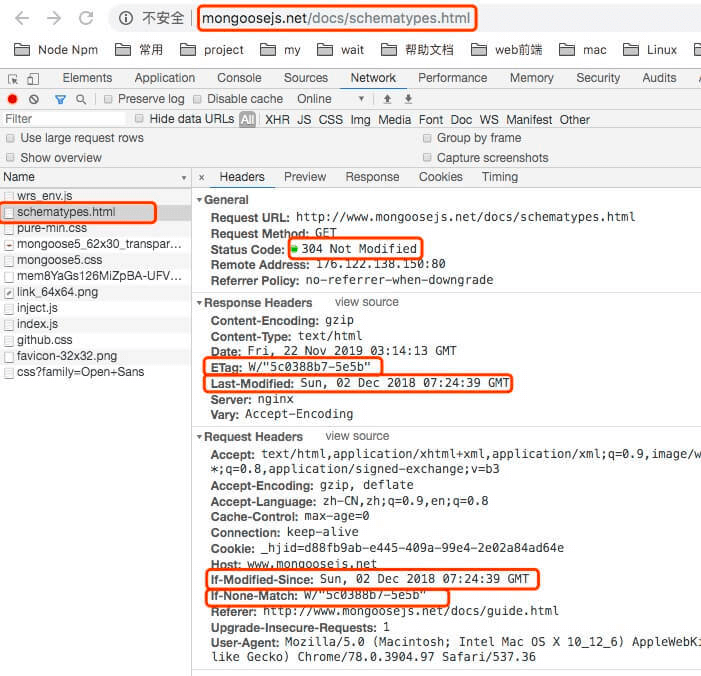 不安全 mongoosejs.net/docs/schematypes.html
Node Npm 常用 project my wait 帮助文档 web前端 mac Linux
Elements Application Console Sources Network Performance Memory Security Audits
Preserve log Disable cache Online
Filter Hide data URLs All XHR JS CSS Img Media Font Doc WS Manifest Other
Use large request rows Group by frame
Show overview Capture screenshots
Name × Headers Preview Response Cookies Timing
wrs_env.js
schematypes.html
pure-min.css
mongoose5_62x30_transpar…
mongoose5.css
mem8YaGs126MiZpBA-UFV…
link_64x64.png
inject.js
index.js
github.css
favicon-32x32.png
css?family=Open+Sans
General
Request URL: http://www.mongoosejs.net/docs/schematypes.html
Request Method: GET
Status Code: 304 Not Modified
Remote Address: 176.122.138.150:80
Referrer Policy: no-referrer-when-downgrade
Response Headers view source
Content-Encoding: gzip
Content-Type: text/html
Date: Fri, 22 Nov 2019 03:14:13 GMT
ETag: W/"5c0388b7-5e5b"
Last-Modified: Sun, 02 Dec 2018 07:24:39 GMT
Server: nginx
Vary: Accept-Encoding
Request Headers view source
Accept: text/html,application/xhtml+xml,application/xml;q=0.9,image/w
*;q=0.8,application/signed-exchange;v=b3
Accept-Encoding: gzip, deflate
Accept-Language: zh-CN,zh;q=0.9,en;q=0.8
Cache-Control: max-age=0
Connection: keep-alive
Cookie: _hjid=d88fb9ab-e445-409a-99e4-2e02a84ad64e
Host: www.mongoosejs.net
If-Modified-Since: Sun, 02 Dec 2018 07:24:39 GMT
If-None-Match: W/"5c0388b7-5e5b"
Referer: http://www.mongoosejs.net/docs/guide.html
Upgrade-Insecure-Requests: 1
User-Agent: Mozilla/5.0 (Macintosh; Intel Mac OS X 10_12_6) AppleWebKi
like Gecko) Chrome/78.0.3904.97 Safari/537.36